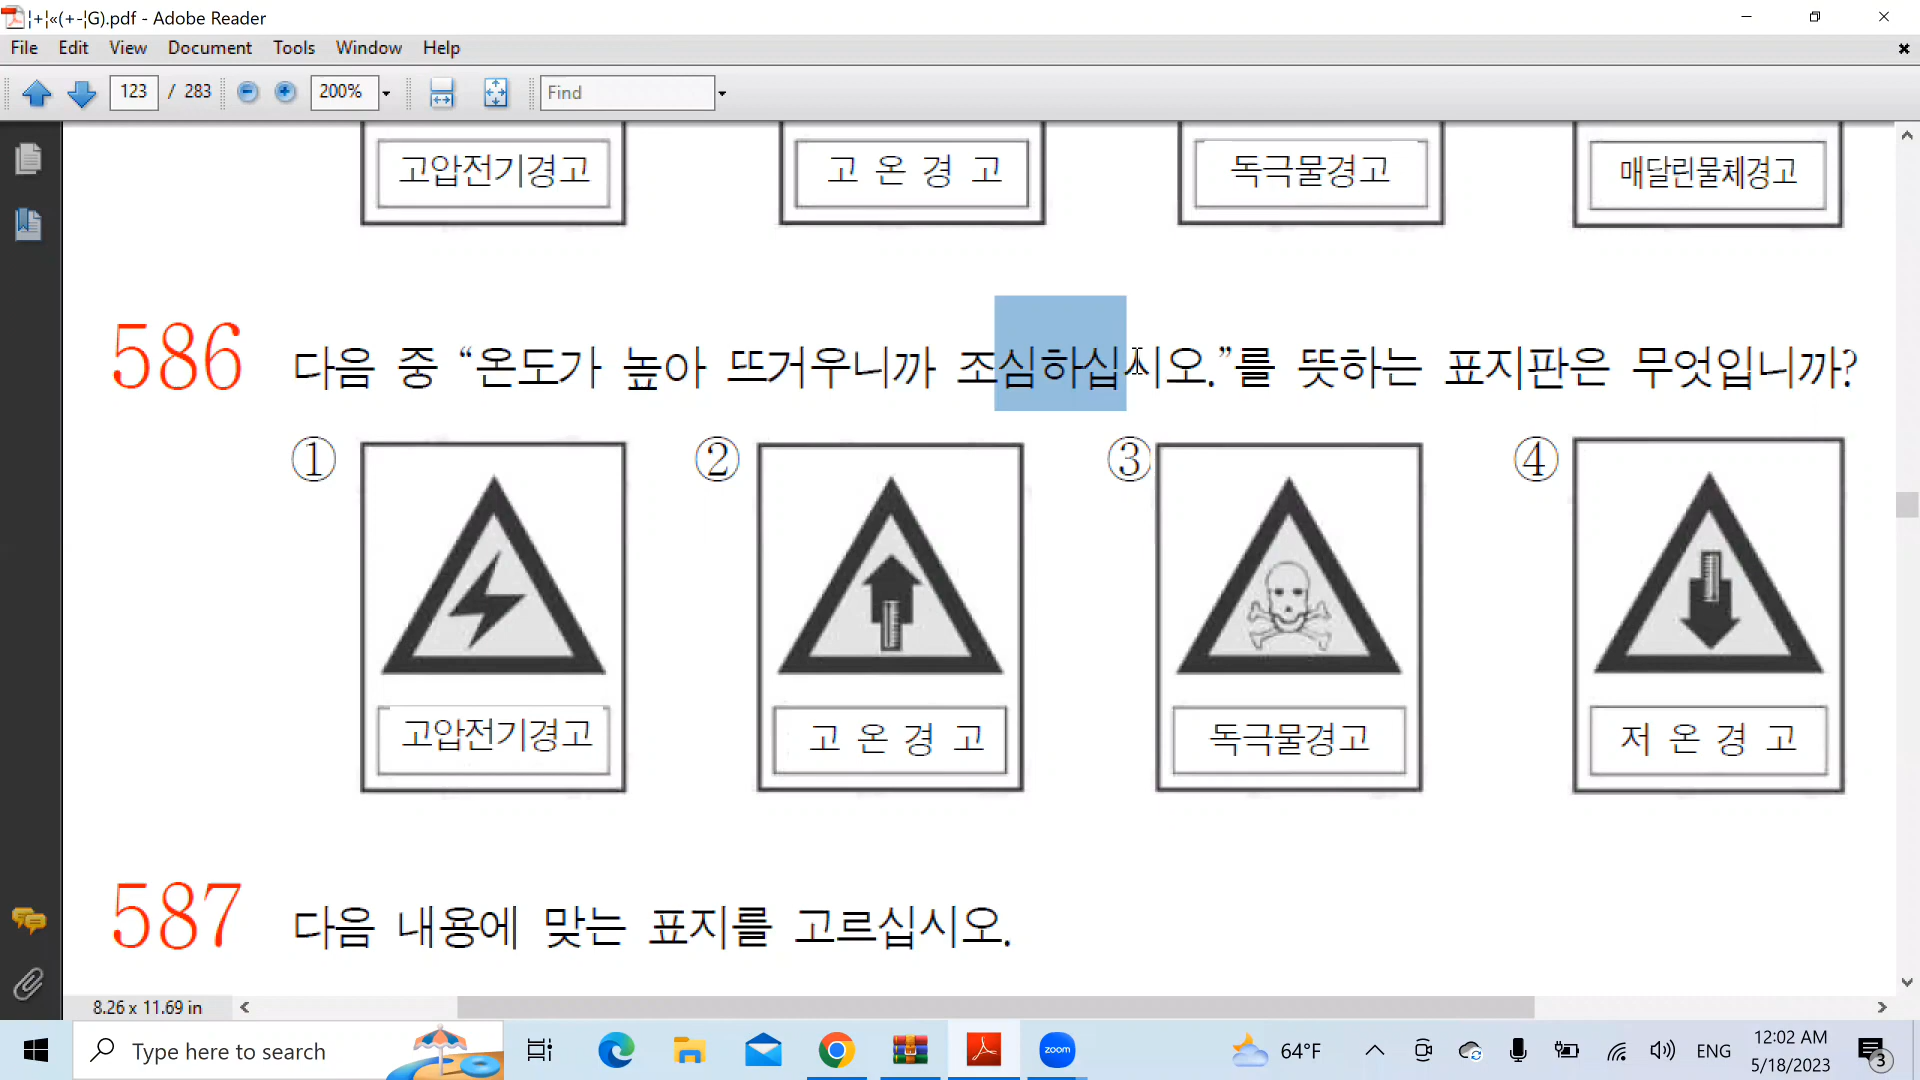 ¦+¦«(+-¦G).pdf - Adobe Reader
File Edit View Document Tools Window Help
123 / 283 200% Find
고압전기경고 고 온 경 고 독극물경고 매달린물체경고
586 다음 중 “온도가 높아 뜨거우니까 조심하십시오.”를 뜻하는 표지판은 무엇입니까?
① ② ③ ④
고압전기경고 고 온 경 고 독극물경고 저 온 경 고
587 다음 내용에 맞는 표지를 고르십시오.
8.26 x 11.69 in
Type here to search zoom 64°F ENG 12:02 AM
5/18/2023 3